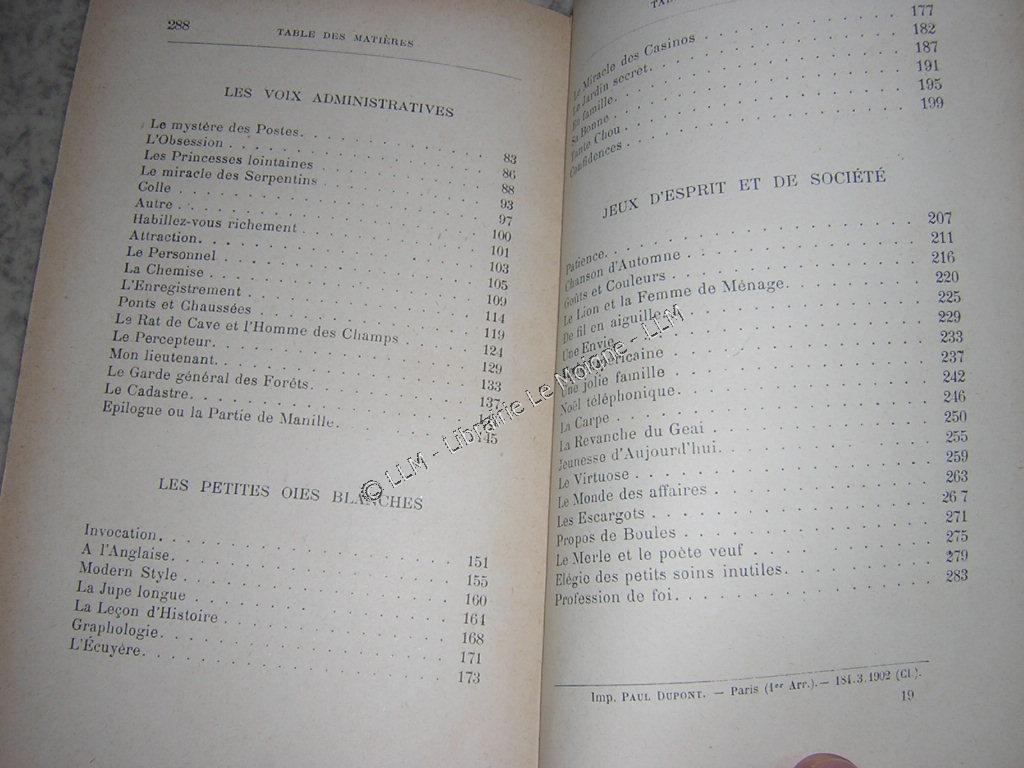 288
TABLE DES MATIÈRES
LES VOIX ADMINISTRATIVES
Le mystère des Postes. 83
L'Obsession 86
Les Princesses lointaines 88
Le miracle des Serpentins 93
Colle 97
Autre 100
Habillez-vous richement 101
Attraction. 103
Le Personnel 105
La Chemise 109
L'Enregistrement 114
Ponts et Chaussées 119
Le Rat de Cave et l'Homme des Champs 124
Le Percepteur. 129
Mon lieutenant. 133
Le Garde général des Forêts. 137
Le Cadastre.
Epilogue ou la Partie de Manille. 145
LES PETITES OIES BLANCHES
Invocation. 151
A l'Anglaise. 155
Modern Style 160
La Jupe longue 164
La Leçon d'Histoire 168
Graphologie. 171
L'Écuyère. 173
Le Miracle des Casinos 177
Le Jardin secret. 182
En famille. 187
Sa Bonne 191
Tante Chou 195
Confidences 199
JEUX D'ESPRIT ET DE SOCIÉTÉ
Patience. 207
Chanson d'Automne 211
Goûts et Couleurs 216
Le Lion et la Femme de Ménage. 220
De fil en aiguille 225
Une Envie 229
233
Une jolie famille 237
Noël téléphonique. 242
La Carpe 246
La Revanche du Geai 250
Jeunesse d'Aujourd'hui. 255
Le Virtuose 259
Le Monde des affaires 263
Les Escargots 267
Propos de Boules 271
Le Merle et le poète veuf 275
Elégie des petits soins inutiles. 279
Profession de foi. 283
Imp. PAUL DUPONT. — Paris (1er Arr.). — 184.3.1902 (Cl.).
19
© LLM - Librairie Le Moigne - LLM